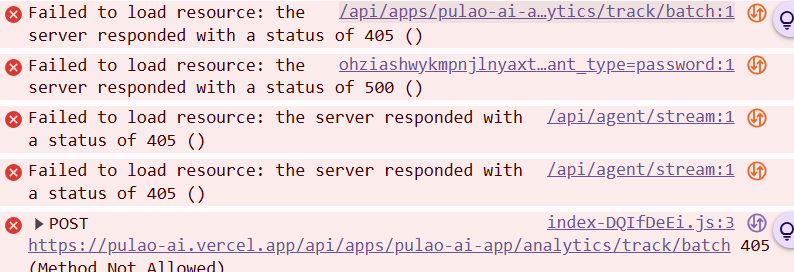 Failed to load resource: the /api/apps/pulao-ai-a…ytics/track/batch:1
server responded with a status of 405 ()
Failed to load resource: the ohziashwykmpnjlnyaxt…ant_type=password:1
server responded with a status of 500 ()
Failed to load resource: the server responded with /api/agent/stream:1
a status of 405 ()
Failed to load resource: the server responded with /api/agent/stream:1
a status of 405 ()
POST index-DQIfDeEi.js:3
https://pulao-ai.vercel.app/api/apps/pulao-ai-app/analytics/track/batch 405
(Method Not Allowed)